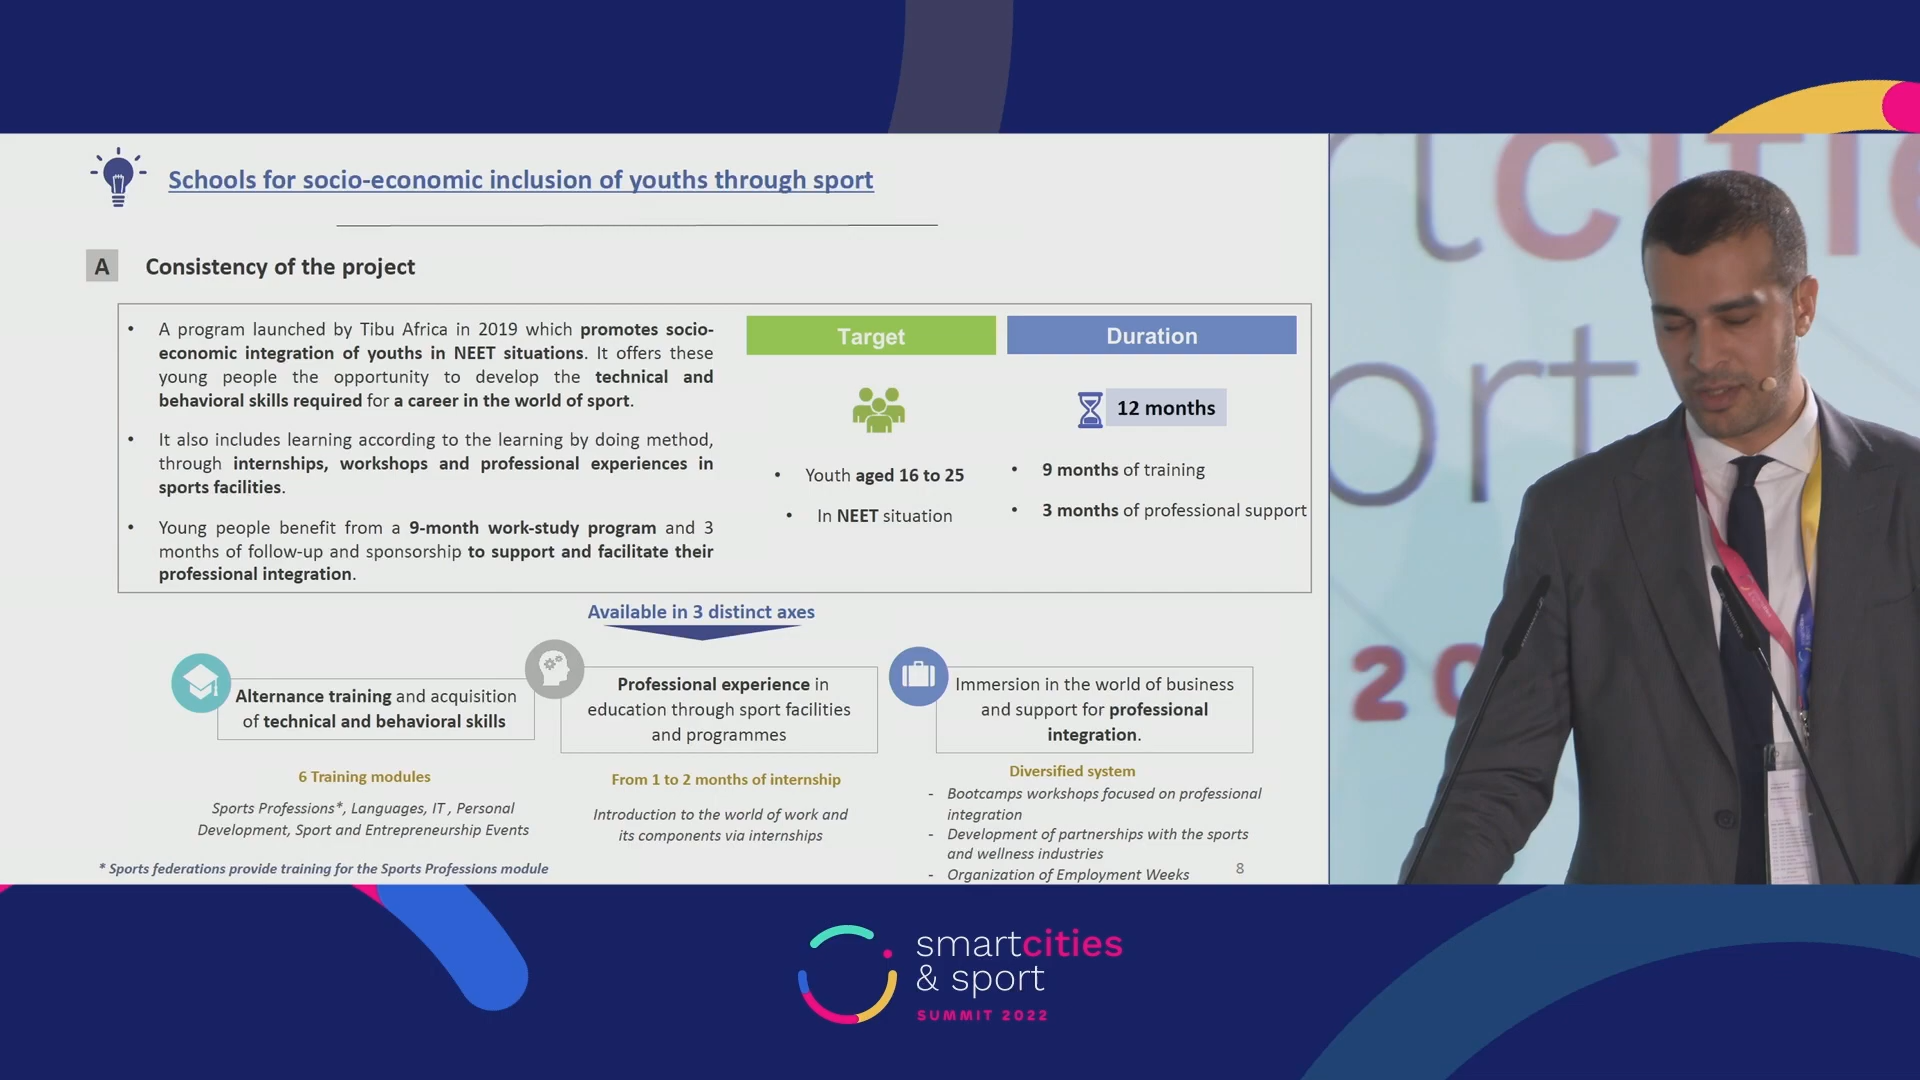 Schools for socio-economic inclusion of youths through sport
A
Consistency of the project
• A program launched by Tibu Africa in 2019 which promotes socio-
economic integration of youths in NEET situations. It offers these
young people the opportunity to develop the technical and
behavioral skills required for a career in the world of sport.
• It also includes learning according to the learning by doing method,
through internships, workshops and professional experiences in
sports facilities.
• Young people benefit from a 9-month work-study program and 3
months of follow-up and sponsorship to support and facilitate their
professional integration.
Target
• Youth aged 16 to 25
• In NEET situation
Duration
12 months
• 9 months of training
• 3 months of professional support
Available in 3 distinct axes
Alternance training and acquisition
of technical and behavioral skills
6 Training modules
Sports Professions*, Languages, IT , Personal
Development, Sport and Entrepreneurship Events
Professional experience in
education through sport facilities
and programmes
From 1 to 2 months of internship
Introduction to the world of work and
its components via internships
Immersion in the world of business
and support for professional
integration.
Diversified system
- Bootcamps workshops focused on professional
integration
- Development of partnerships with the sports
and wellness industries
- Organization of Employment Weeks
* Sports federations provide training for the Sports Professions module
8
smartcities
& sport
SUMMIT 2022